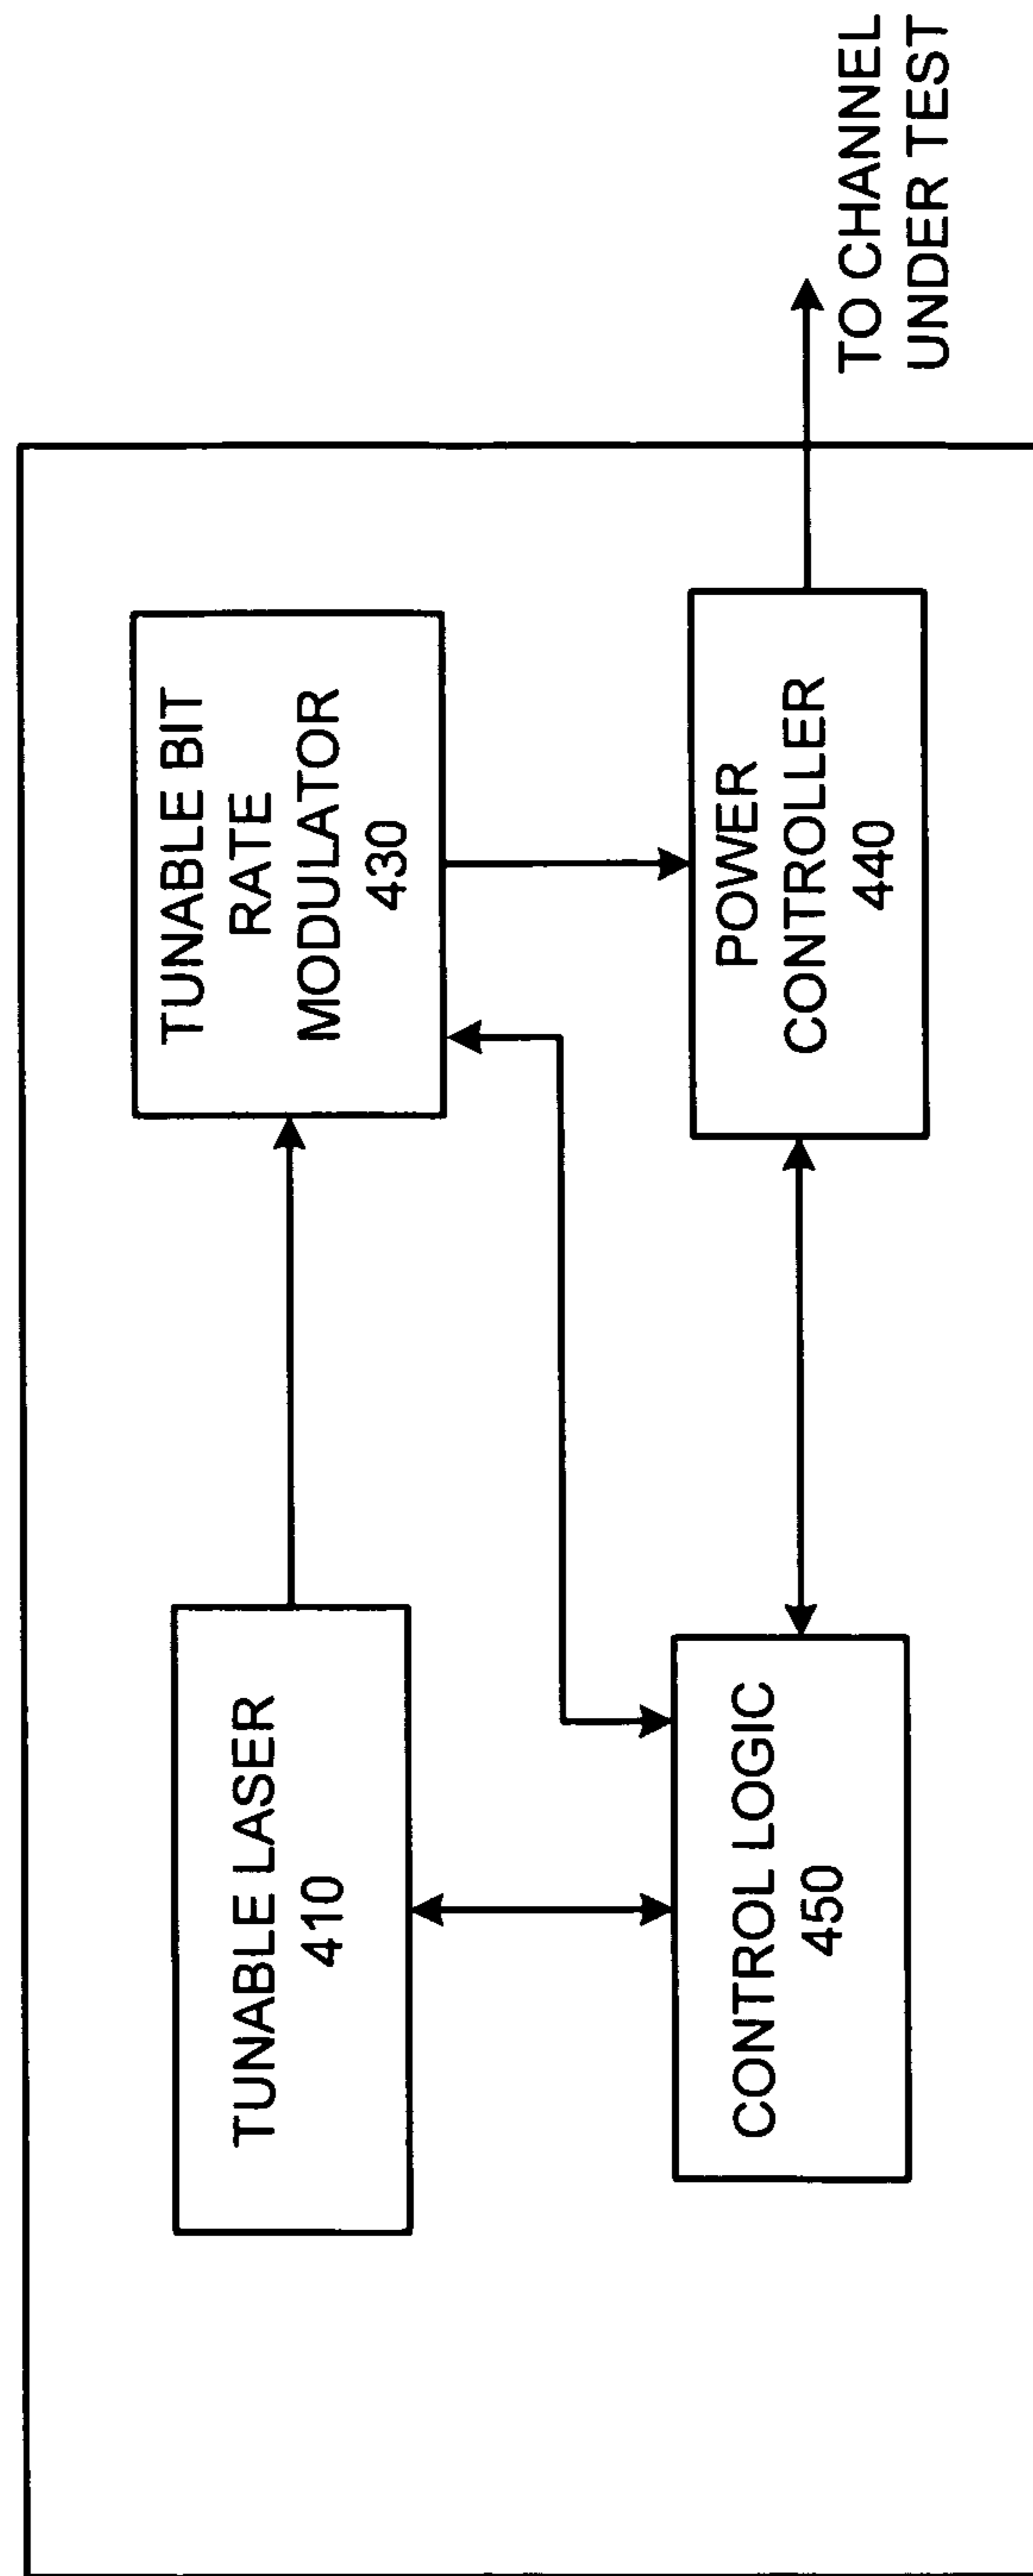 TUNABLE LASER
410
TUNABLE BIT
RATE
MODULATOR
430
CONTROL LOGIC
450
POWER
CONTROLLER
440
TO CHANNEL
UNDER TEST